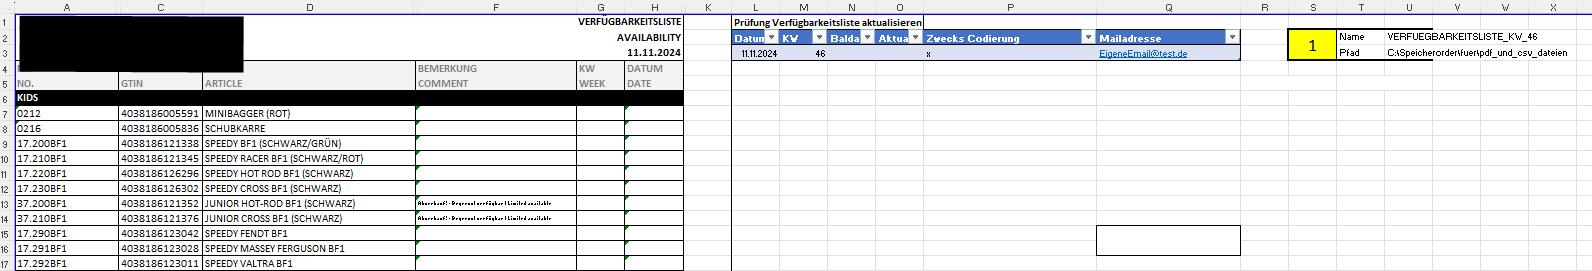 A C D F G H K L M N O P Q R S T U V W X
1 VERFÜGBARKEITSLISTE Prüfung Verfügbarkeitsliste aktualisieren
2 AVAILABILITY Datun KW Balda Aktua Zwecks Codierung Mailadresse 1 Name VERFUEGBARKEITSLISTE_KW_46
3 11.11.2024 11.11.2024 46 x EigeneEmail@test.de Pfad C:\Speicherorder\fuer\pdf_und_csv_dateien
4 BEMERKUNG KW DATUM
5 NO. GTIN ARTICLE COMMENT WEEK DATE
6 KIDS
7 0212 4038186005591 MINIBAGGER (ROT)
8 0216 4038186005836 SCHUBKARRE
9 17.200BF1 4038186121338 SPEEDY BF1 (SCHWARZ/GRÜN)
10 17.210BF1 4038186121345 SPEEDY RACER BF1 (SCHWARZ/ROT)
11 17.220BF1 4038186126296 SPEEDY HOT ROD BF1 (SCHWARZ)
12 17.230BF1 4038186126302 SPEEDY CROSS BF1 (SCHWARZ)
13 37.200BF1 4038186121352 JUNIOR HOT-ROD BF1 (SCHWARZ)
14 37.210BF1 4038186121376 JUNIOR CROSS BF1 (SCHWARZ)
15 17.290BF1 4038186123042 SPEEDY FENDT BF1
16 17.291BF1 4038186123028 SPEEDY MASSEY FERGUSON BF1
17 17.292BF1 4038186123011 SPEEDY VALTRA BF1